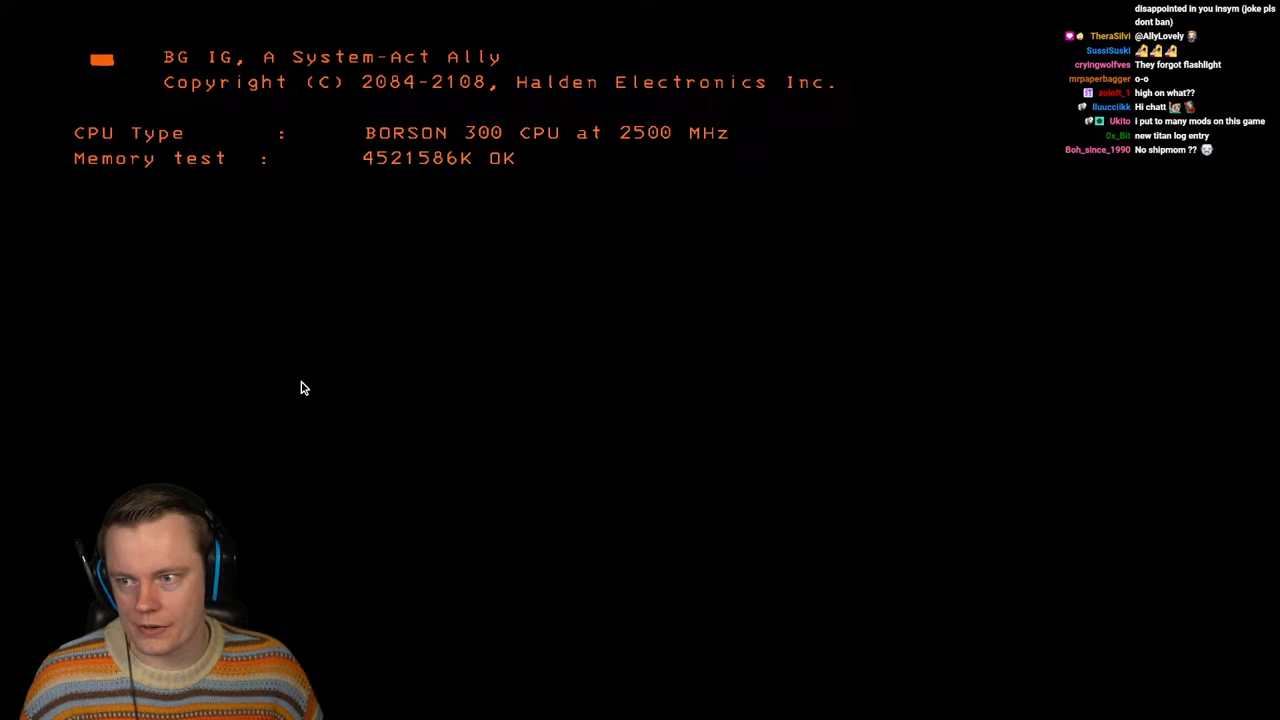 BG IG, A System-Act Ally
Copyright (C) 2084-2108, Halden Electronics Inc.
CPU Type : BORSON 300 CPU at 2500 MHz
Memory test : 4521586K OK
disappointed in you insym (joke pls
dont ban)
TheraSilvi @AllyLovely
SussiSuski
cryingwolfves They forgot flashlight
mrpaperbagger o-o
zoloft_1 high on what??
lluucciikk Hi chatt
Ukito i put to many mods on this game
0x_Bit new titan log entry
Boh_since_1990 No shipmom ??